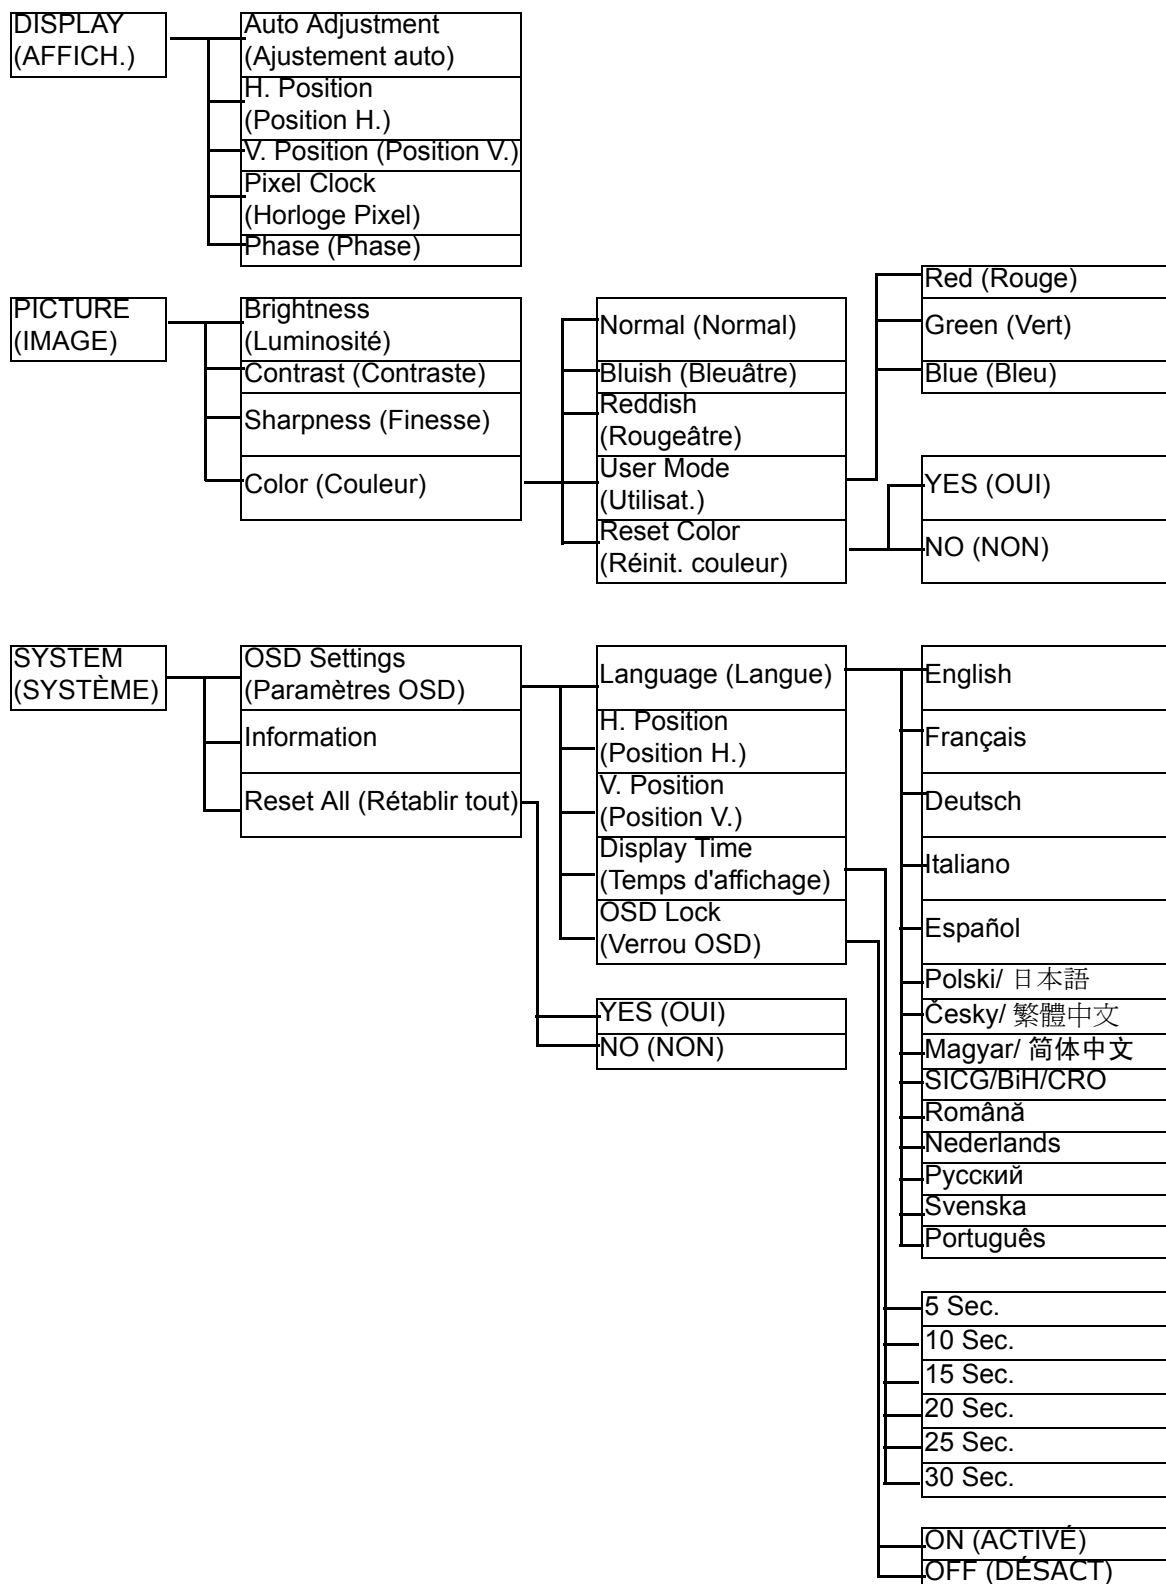 DISPLAY
(AFFICH.)
Auto Adjustment
(Ajustement auto)
H. Position
(Position H.)
V. Position (Position V.)
Pixel Clock
(Horloge Pixel)
Phase (Phase)
PICTURE
(IMAGE)
Brightness
(Luminosité)
Contrast (Contraste)
Sharpness (Finesse)
Color (Couleur)
Normal (Normal)
Bluish (Bleuâtre)
Reddish
(Rougeâtre)
User Mode
(Utilisat.)
Reset Color
(Réinit. couleur)
Red (Rouge)
Green (Vert)
Blue (Bleu)
YES (OUI)
NO (NON)
SYSTEM
(SYSTÈME)
OSD Settings
(Paramètres OSD)
Information
Reset All (Rétablir tout)
Language (Langue)
H. Position
(Position H.)
V. Position
(Position V.)
Display Time
(Temps d'affichage)
OSD Lock
(Verrou OSD)
YES (OUI)
NO (NON)
English
Français
Deutsch
Italiano
Español
Polski/ 日本語
Česky/ 繁體中文
Magyar/ 简体中文
SICG/BiH/CRO
Română
Nederlands
Русский
Svenska
Português
5 Sec.
10 Sec.
15 Sec.
20 Sec.
25 Sec.
30 Sec.
ON (ACTIVÉ)
OFF (DÉSACT)